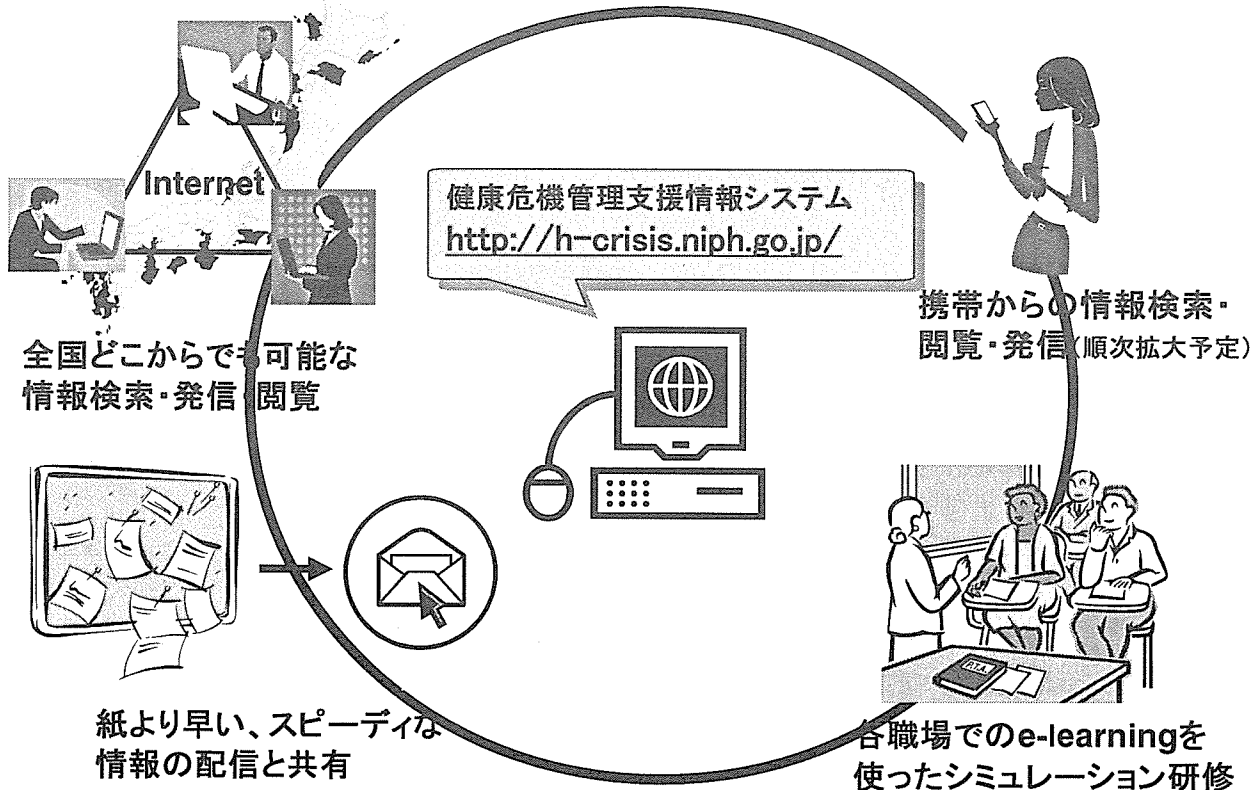 Internet
健康危機管理支援情報システム
http://h-crisis.niph.go.jp/
全国どこからでも可能な
情報検索・発信・閲覧
携帯からの情報検索・
閲覧・発信(順次拡大予定)
紙より早い、スピーディな
情報の配信と共有
P.T.A.
各職場でのe-learningを
使ったシミュレーション研修